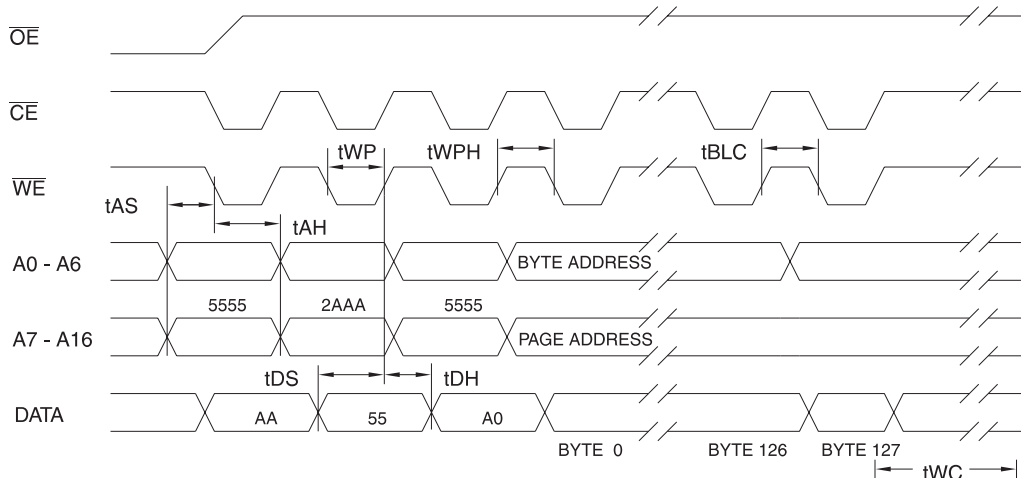 OE
CE
tWP tWPH tBLC
WE
tAS
tAH
A0 - A6 BYTE ADDRESS
5555 2AAA 5555
A7 - A16 PAGE ADDRESS
tDS tDH
DATA AA 55 A0
BYTE 0 BYTE 126 BYTE 127
tWC